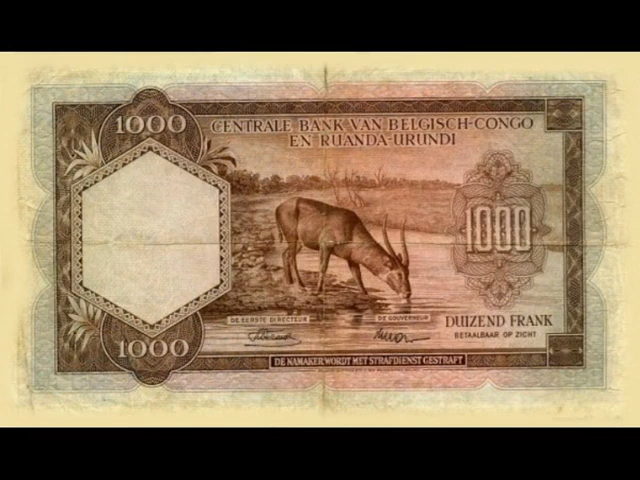 1000
CENTRALE BANK VAN BELGISCH-CONGO
EN RUANDA-URUNDI
1000
DE EERSTE DIRECTEUR
DE GOUVERNEUR
DUIZEND FRANK
BETAALBAAR OP ZICHT
1000
DE NAMAKER WORDT MET STRAFDIENST GESTRAFT